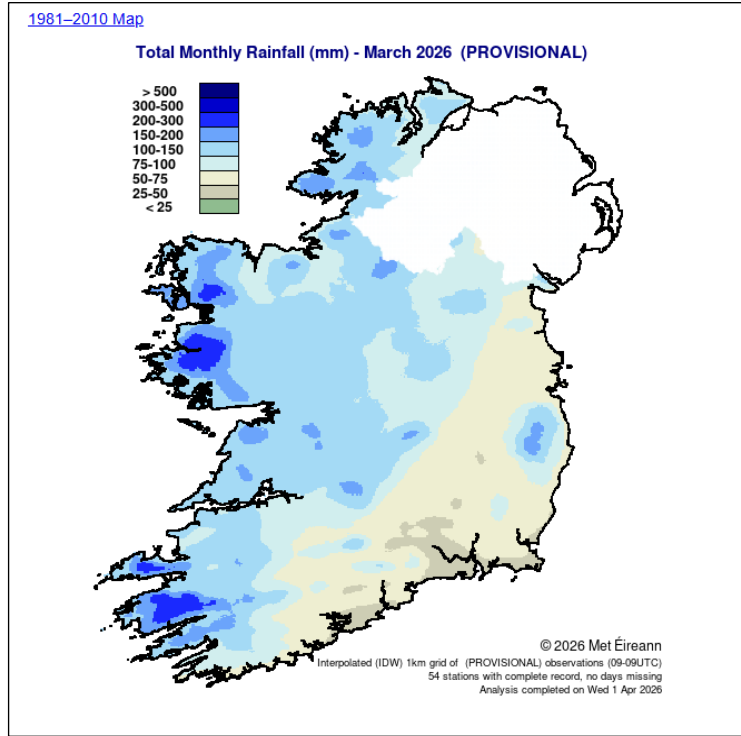 1981–2010 Map
Total Monthly Rainfall (mm) - March 2026  (PROVISIONAL)
> 500
300-500
200-300
150-200
100-150
75-100
50-75
25-50
< 25
© 2026 Met Éireann
Interpolated (IDW) 1km grid of  (PROVISIONAL) observations (09-09UTC)
54 stations with complete record, no days missing
Analysis completed on Wed 1 Apr 2026